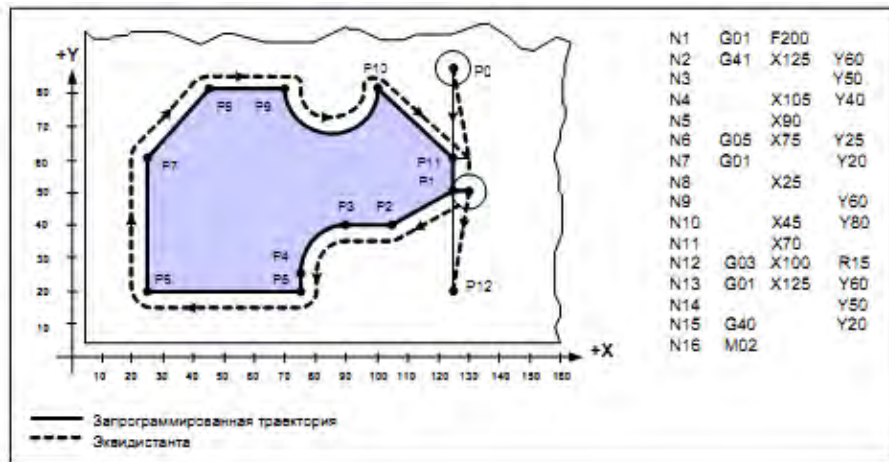 +Y
80
70
60
50
40
30
20
10
P0
P10
P8 P9
P7
P11
P1
P3 P2
P4
P6 P5
P12
+X
10 20 30 40 50 60 70 80 90 100 110 120 130 140 150 160
Запрограммированная траектория
Эквидистанта
N1 G01 F200
N2 G41 X125 Y60
N3 Y50
N4 X105 Y40
N5 X90
N6 G05 X75 Y25
N7 G01 Y20
N8 X25
N9 Y60
N10 X45 Y80
N11 X70
N12 G03 X100 R15
N13 G01 X125 Y60
N14 Y50
N15 G40 Y20
N16 M02